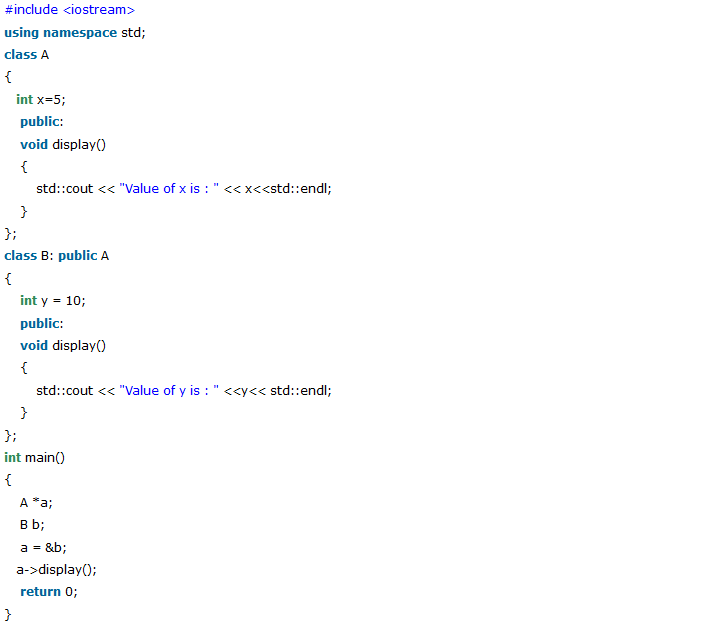 #include <iostream>
using namespace std;
class A
{
int x=5;
public:
void display()
{
std::cout << "Value of x is : " << x<<std::endl;
}
};
class B: public A
{
int y = 10;
public:
void display()
{
std::cout << "Value of y is : " <<y<< std::endl;
}
};
int main()
{
A *a;
B b;
a = &b;
a->display();
return 0;
}